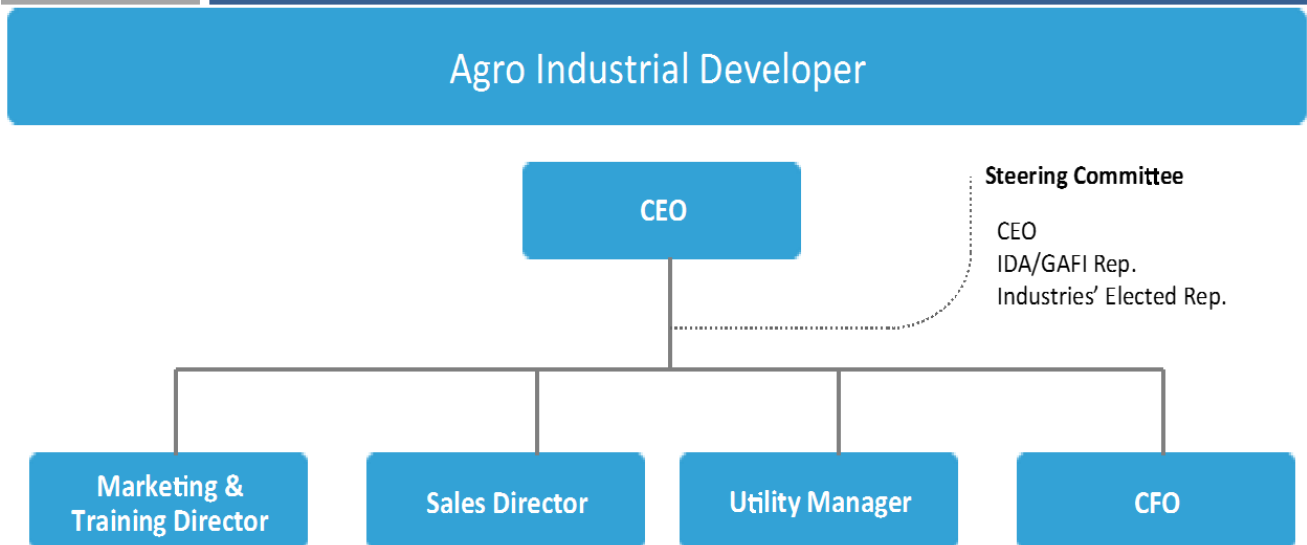 Agro Industrial Developer
CEO
Steering Committee
CEO
IDA/GAFI Rep.
Industries’ Elected Rep.
Marketing &
Training Director
Sales Director
Utility Manager
CFO